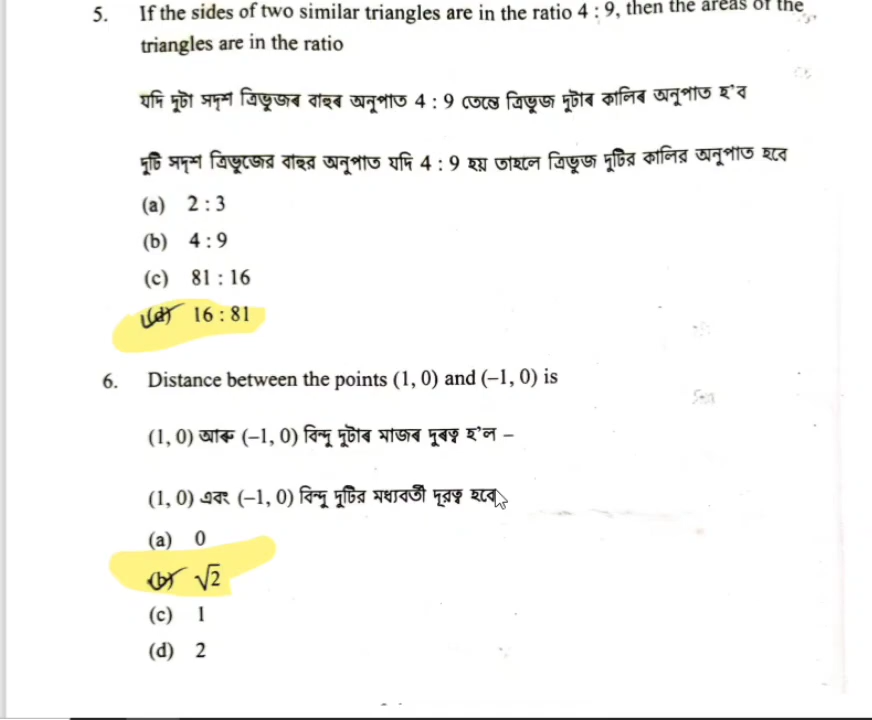 5. If the sides of two similar triangles are in the ratio 4 : 9, then the areas of the
triangles are in the ratio
যদি দুটা সদৃশ ত্ৰিভুজৰ বাহুৰ অনুপাত 4 : 9 তেন্তে ত্ৰিভুজ দুটাৰ কালিৰ অনুপাত হ'ব
দুটি সদৃশ ত্রিভুজের বাহুর অনুপাত যদি 4 : 9 হয় তাহলে ত্রিভুজ দুটির কালির অনুপাত হবে
(a) 2 : 3
(b) 4 : 9
(c) 81 : 16
(d) 16 : 81
6. Distance between the points (1, 0) and (−1, 0) is
(1, 0) আৰু (−1, 0) বিন্দু দুটাৰ মাজৰ দূৰত্ব হ'ল –
(1, 0) এবং (−1, 0) বিন্দু দুটির মধ্যবর্তী দূরত্ব হবে
(a) 0
(b) √2
(c) 1
(d) 2